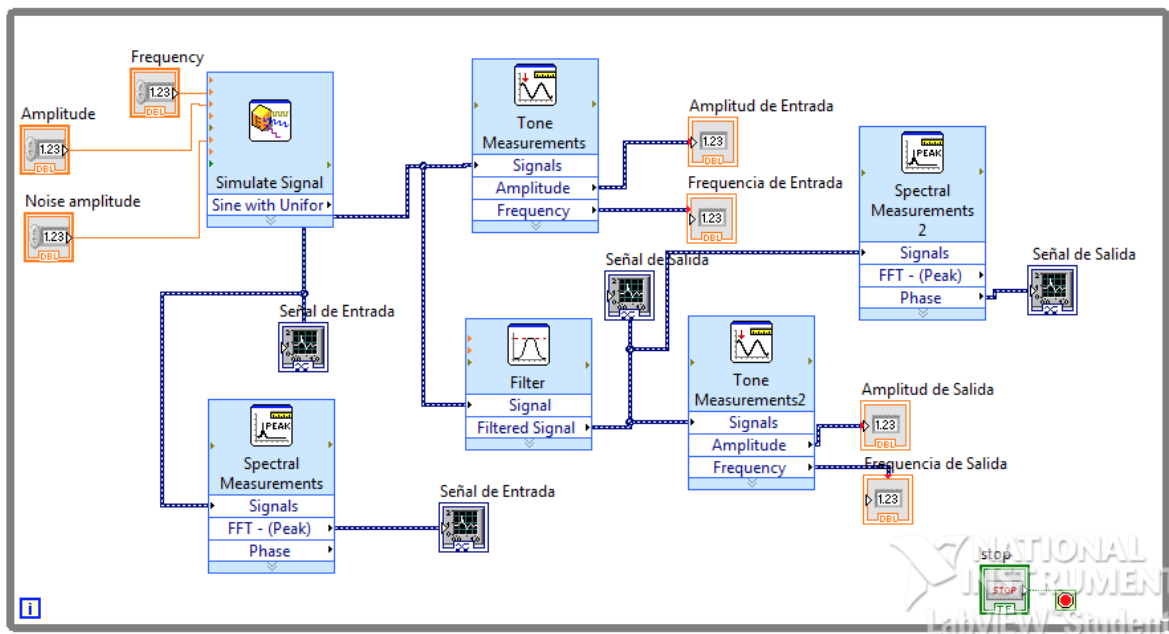 Frequency
1.23
DBL
Amplitude
1.23
DBL
Noise amplitude
1.23
DBL
Simulate Signal
Sine with Unifor
Tone
Measurements
Signals
Amplitude
Frequency
Amplitud de Entrada
1.23
DBL
Frequencia de Entrada
1.23
DBL
PEAK
Spectral
Measurements
2
Signals
FFT - (Peak)
Phase
Señal de Salida
Señal de Salida
Señal de Entrada
Filter
Signal
Filtered Signal
Tone
Measurements2
Signals
Amplitude
Frequency
Amplitud de Salida
1.23
DBL
Frequencia de Salida
1.23
DBL
PEAK
Spectral
Measurements
Signals
FFT - (Peak)
Phase
Señal de Entrada
stop
STOP
TF
i
NATIONAL
INSTRUMENT
LabVIEW™Student